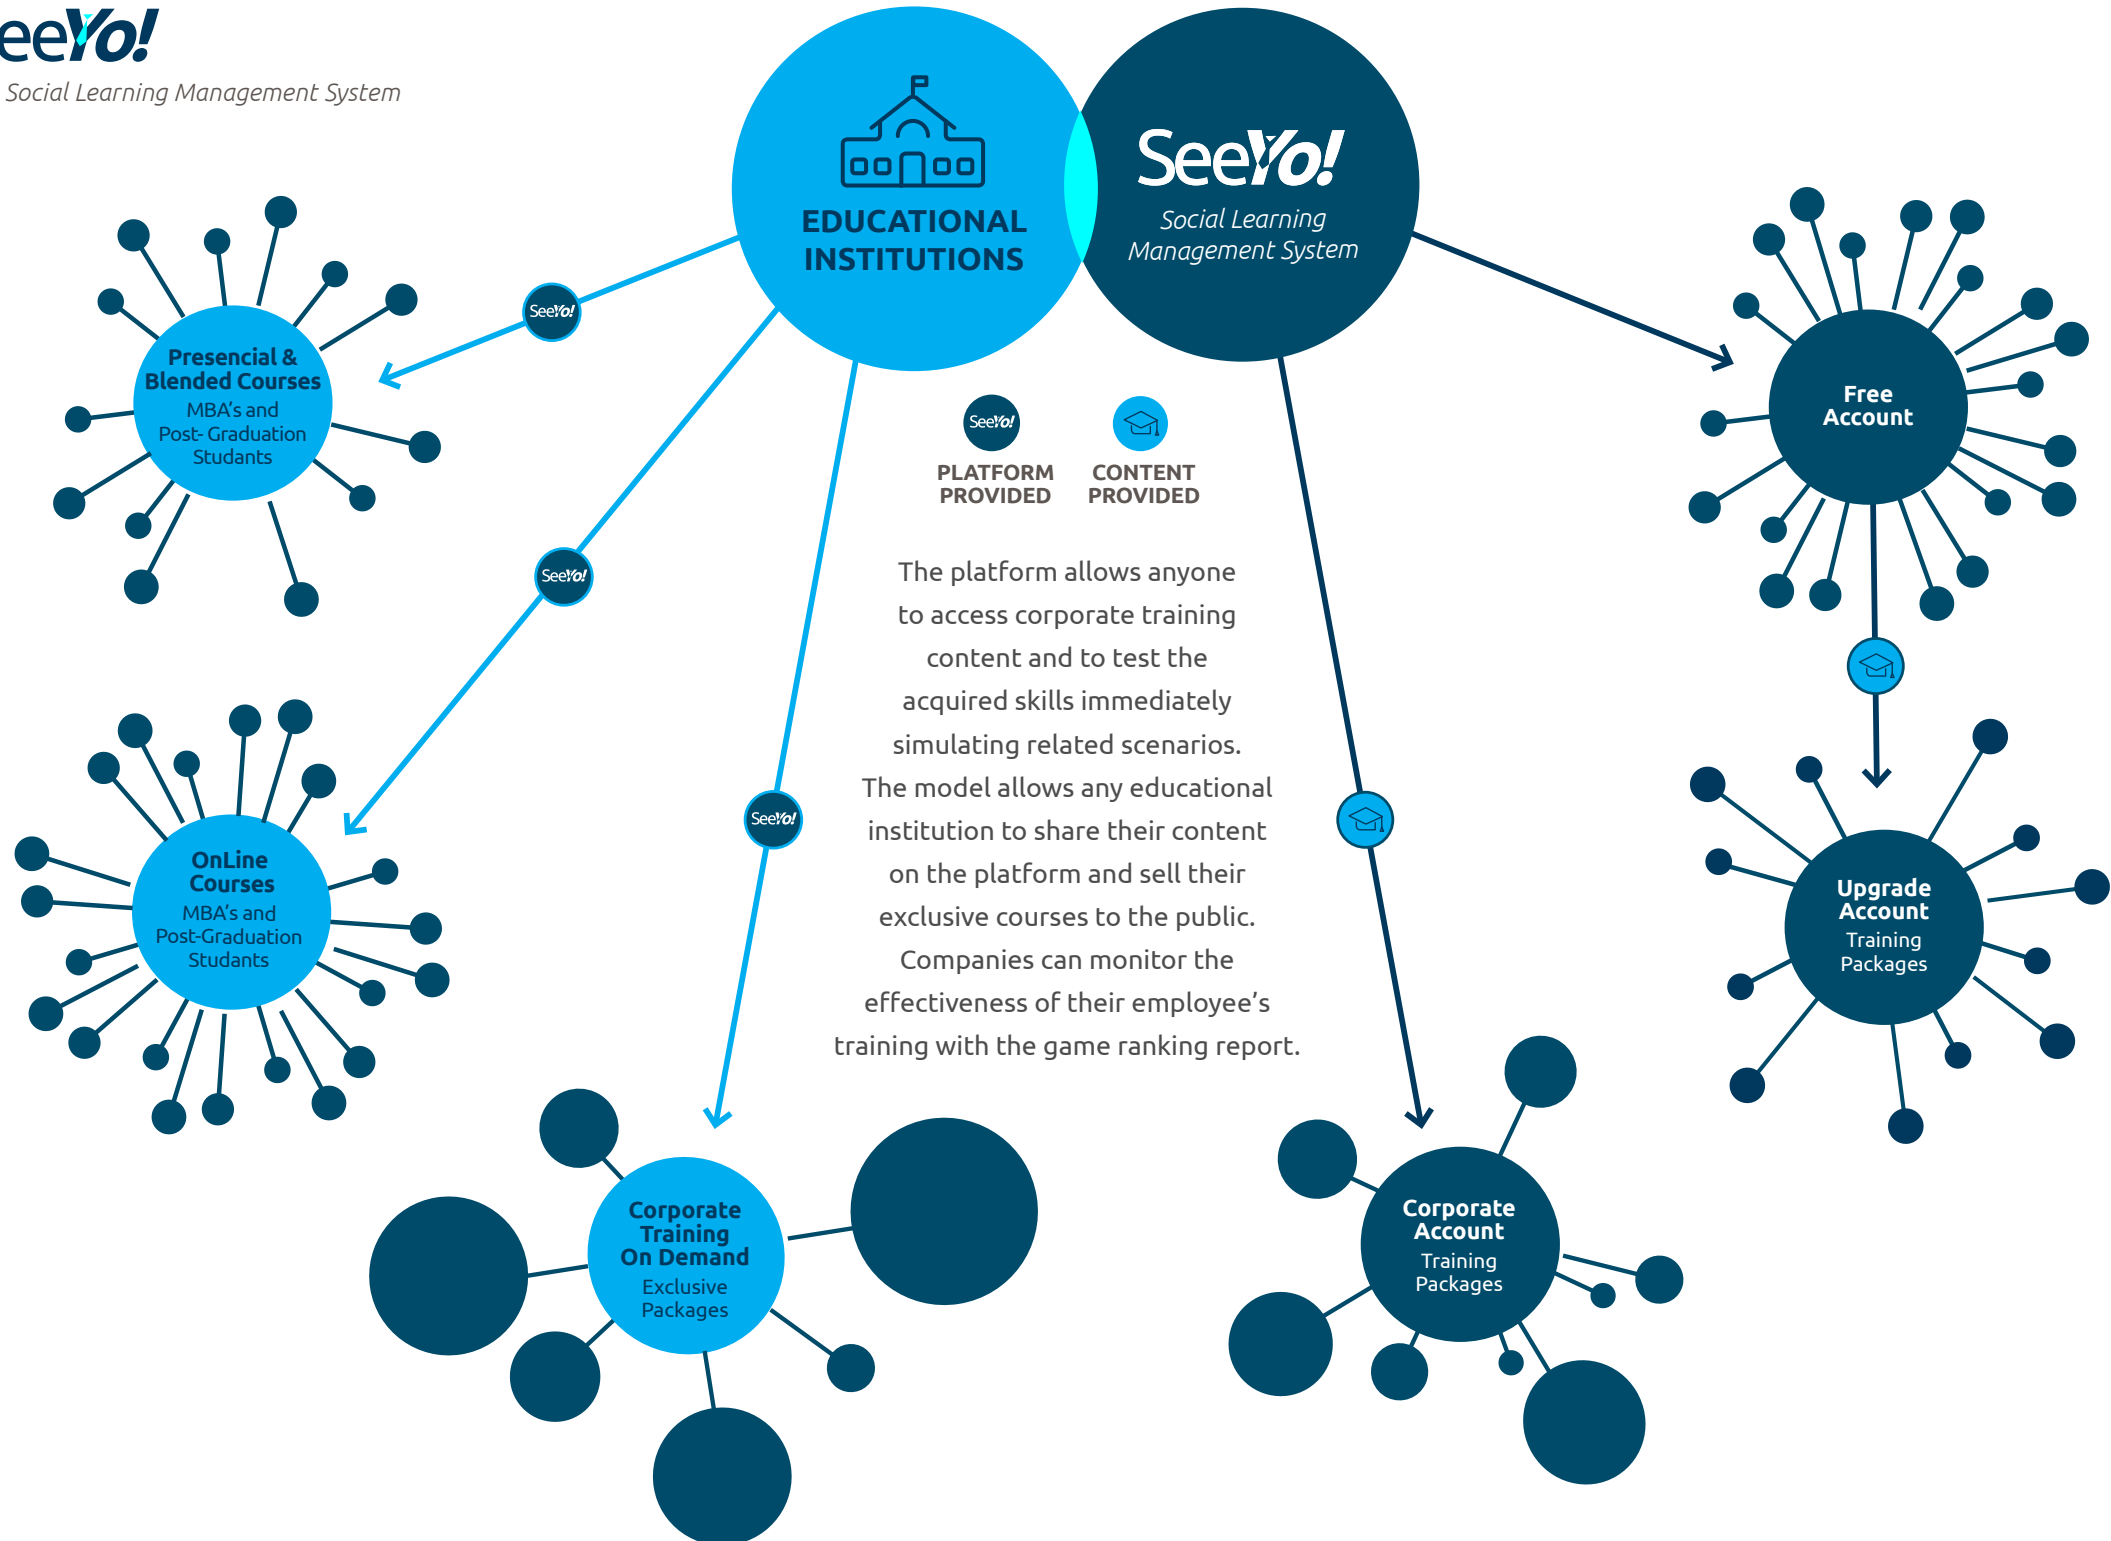 eeYo!
Social Learning Management System
EDUCATIONAL
INSTITUTIONS
SeeYo!
Social Learning
Management System
SeeYo!
Presencial &
Blended Courses
MBA's and
Post- Graduation
Studants
Free
Account
SeeYo!
PLATFORM
PROVIDED
CONTENT
PROVIDED
SeeYo!
The platform allows anyone
to access corporate training
content and to test the
acquired skills immediately
simulating related scenarios.
The model allows any educational
institution to share their content
on the platform and sell their
exclusive courses to the public.
Companies can monitor the
effectiveness of their employee's
training with the game ranking report.
SeeYo!
OnLine
Courses
MBA's and
Post-Graduation
Studants
Upgrade
Account
Training
Packages
Corporate
Training
On Demand
Exclusive
Packages
Corporate
Account
Training
Packages